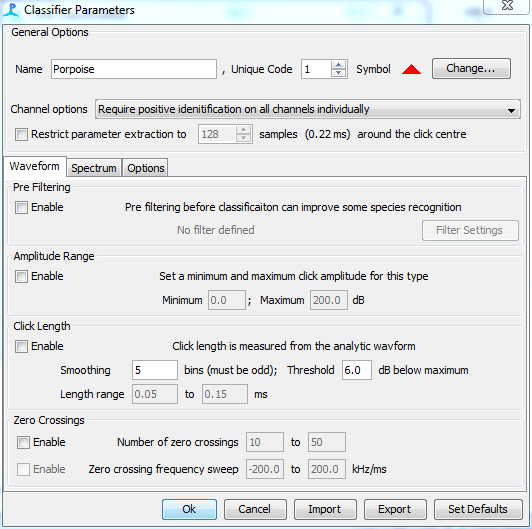 Classifier Parameters
General Options
Name Porpoise , Unique Code 1 Symbol Change...
Channel options Require positive idenitification on all channels individually
Restrict parameter extraction to 128 samples (0.22 ms) around the click centre
Waveform Spectrum Options
Pre Filtering
Enable Pre filtering before classificaiton can improve some species recognition
No filter defined Filter Settings
Amplitude Range
Enable Set a minimum and maximum click amplitude for this type
Minimum 0.0 ; Maximum 200.0 dB
Click Length
Enable Click length is measured from the analytic wavform
Smoothing 5 bins (must be odd); Threshold 6.0 dB below maximum
Length range 0.05 to 0.15 ms
Zero Crossings
Enable Number of zero crossings 10 to 50
Enable Zero crossing frequency sweep -200.0 to 200.0 kHz/ms
Ok Cancel Import Export Set Defaults